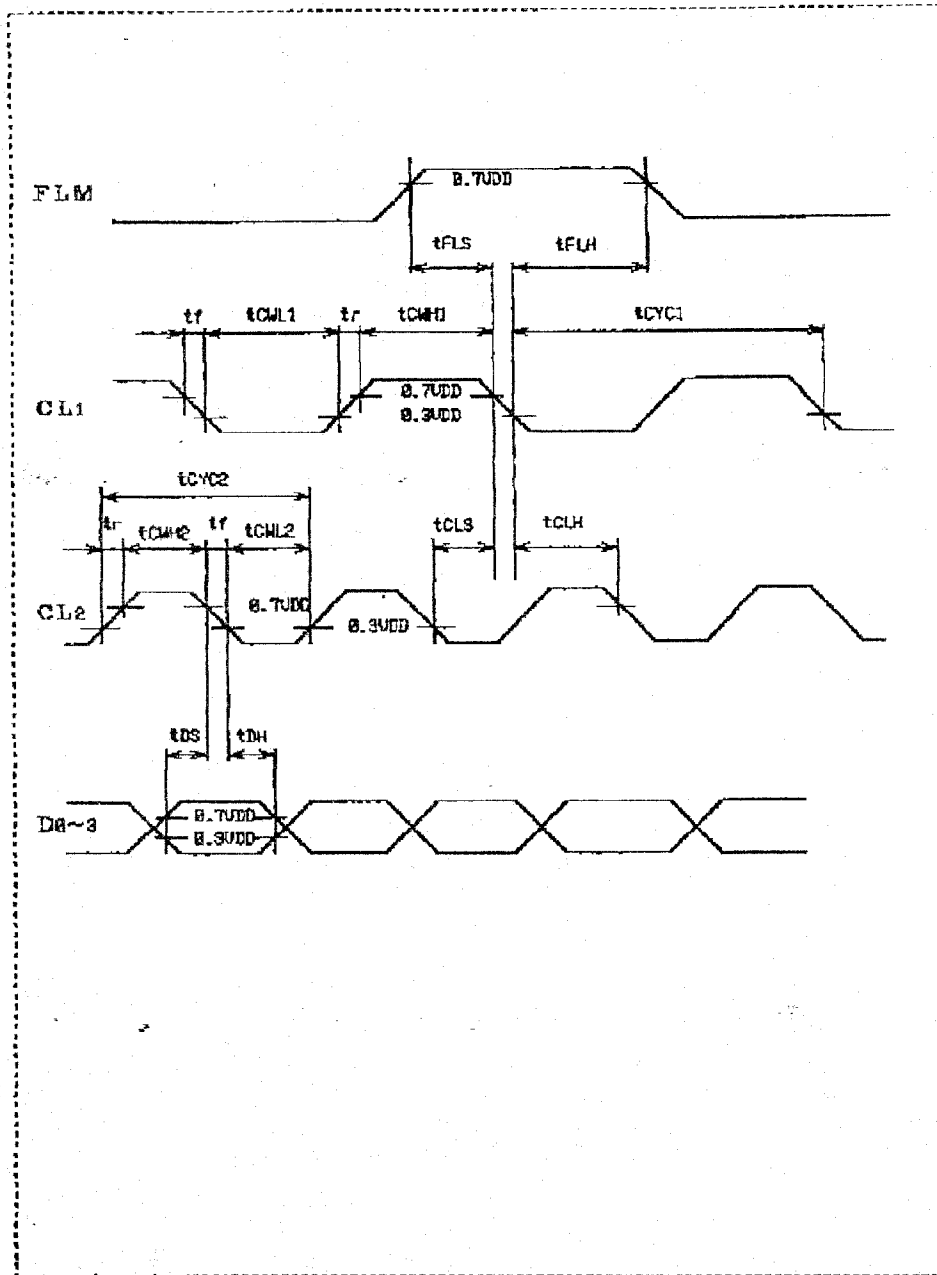 FLM
0.7VDD
tFLS
tFLH
tf
tCWL1
tr
tCWH1
tCYC1
CL1
0.7VDD
0.3VDD
tCYC2
tr
tCWH2
tf
tCWL2
tCLS
tCLH
CL2
0.7VDD
0.3VDD
tDS
tDH
D0~3
0.7VDD
0.3VDD